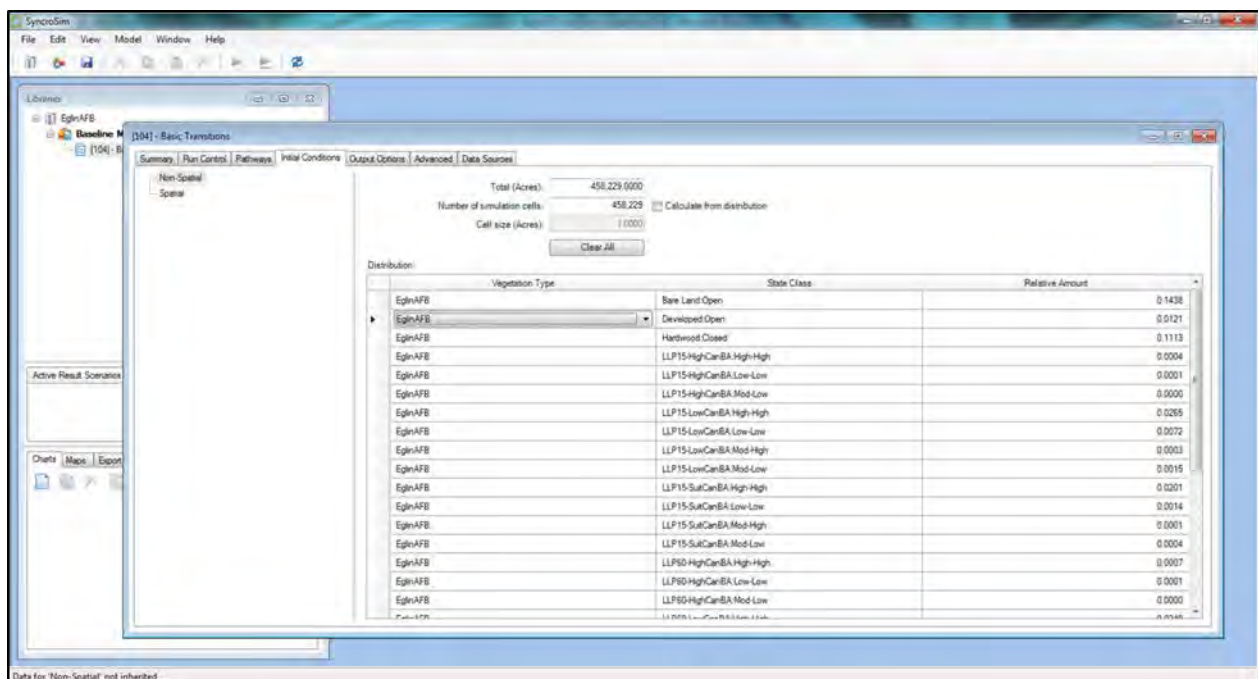 SyncroSim
File Edit View Model Window Help
Libraries
EglinAFB
Baseline M
[104] - B
[104] - Basic Transitions
Summary Run Control Pathways Initial Conditions Output Options Advanced Data Sources
Non-Spatial
Spatial
Total (Acres): 458,229.0000
Number of simulation cells: 458,229 Calculate from distribution
Cell size (Acres): 1.0000
Clear All
Distribution:
Vegetation Type State Class Relative Amount
EglinAFB Bare Land:Open 0.1438
EglinAFB Developed:Open 0.0121
EglinAFB Hardwood:Closed 0.1113
EglinAFB LLP15-HighCanBA:High-High 0.0004
EglinAFB LLP15-HighCanBA:Low-Low 0.0001
EglinAFB LLP15-HighCanBA:Mod-Low 0.0000
EglinAFB LLP15-LowCanBA:High-High 0.0265
EglinAFB LLP15-LowCanBA:Low-Low 0.0072
EglinAFB LLP15-LowCanBA:Mod-High 0.0003
EglinAFB LLP15-LowCanBA:Mod-Low 0.0015
EglinAFB LLP15-SuitCanBA:High-High 0.0201
EglinAFB LLP15-SuitCanBA:Low-Low 0.0014
EglinAFB LLP15-SuitCanBA:Mod-High 0.0001
EglinAFB LLP15-SuitCanBA:Mod-Low 0.0004
EglinAFB LLP60-HighCanBA:High-High 0.0007
EglinAFB LLP60-HighCanBA:Low-Low 0.0001
EglinAFB LLP60-HighCanBA:Mod-Low 0.0000
Active Result Scenarios
Charts Maps Export
Data for 'Non-Spatial' not inherited